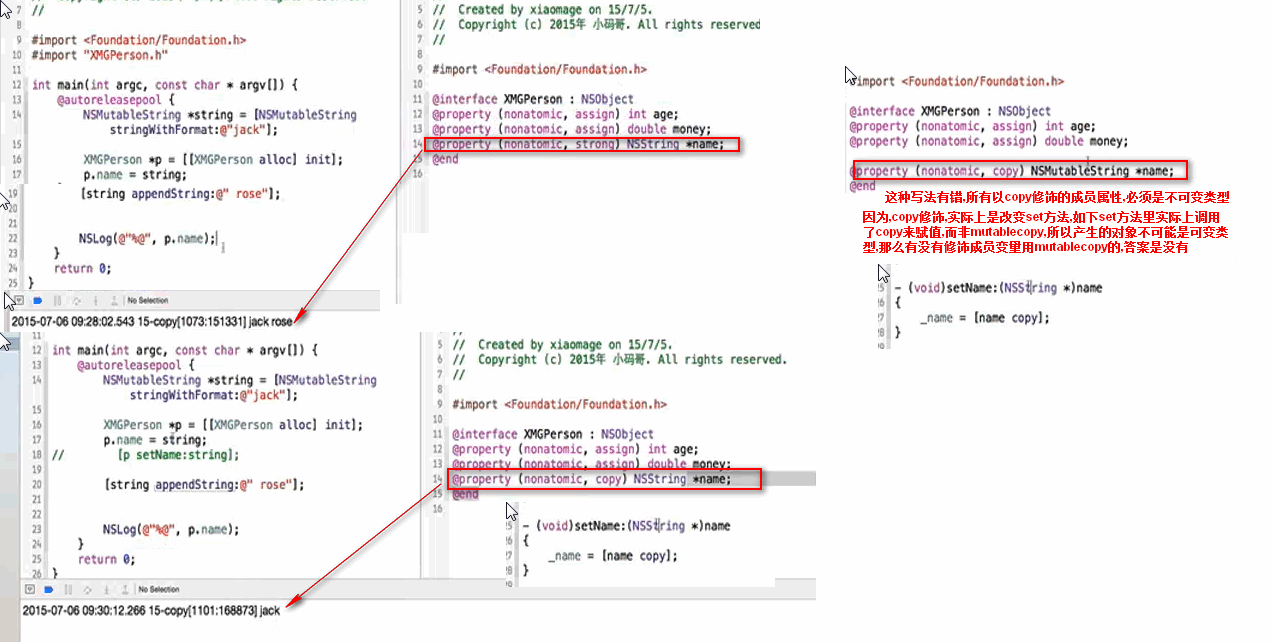 7 //
8
9 #import <Foundation/Foundation.h>
10 #import "XMGPerson.h"
11
12 int main(int argc, const char * argv[]) {
13 @autoreleasepool {
14 NSMutableString *string = [NSMutableString
stringWithFormat:@"jack"];
15
16 XMGPerson *p = [[XMGPerson alloc] init];
17 p.name = string;
19 [string appendString:@" rose"];
20
21
22 NSLog(@"%@", p.name);
23 }
24 return 0;
25 }
No Selection
2015-07-06 09:28:02.543 15-copy[1073:151331] jack rose
5 // Created by xiaomage on 15/7/5.
6 // Copyright (c) 2015年 小码哥. All rights reserved
7 //
8
9 #import <Foundation/Foundation.h>
10
11 @interface XMGPerson : NSObject
12 @property (nonatomic, assign) int age;
13 @property (nonatomic, assign) double money;
14 @property (nonatomic, strong) NSString *name;
15 @end
16
#import <Foundation/Foundation.h>
@interface XMGPerson : NSObject
@property (nonatomic, assign) int age;
@property (nonatomic, assign) double money;
@property (nonatomic, copy) NSMutableString *name;
@end
这种写法有错,所有以copy修饰的成员属性,必须是不可变类型
因为,copy修饰,实际上是改变set方法,如下set方法里实际上调用
了copy来赋值,而非mutablecopy,所以产生的对象不可能是可变类
型,那么有没有修饰成员变量用mutablecopy的,答案是没有
25 - (void)setName:(NSString *)name
26 {
27 _name = [name copy];
28 }
11
12 int main(int argc, const char * argv[]) {
13 @autoreleasepool {
14 NSMutableString *string = [NSMutableString
stringWithFormat:@"jack"];
15
16 XMGPerson *p = [[XMGPerson alloc] init];
17 p.name = string;
18 // [p setName:string];
19
20 [string appendString:@" rose"];
21
22
23 NSLog(@"%@", p.name);
24 }
25 return 0;
26 }
No Selection
2015-07-06 09:30:12.266 15-copy[1101:168873] jack
5 // Created by xiaomage on 15/7/5.
6 // Copyright (c) 2015年 小码哥. All rights reserved.
7 //
8
9 #import <Foundation/Foundation.h>
10
11 @interface XMGPerson : NSObject
12 @property (nonatomic, assign) int age;
13 @property (nonatomic, assign) double money;
14 @property (nonatomic, copy) NSString *name;
15 @end
16
25 - (void)setName:(NSString *)name
26 {
27 _name = [name copy];
28 }